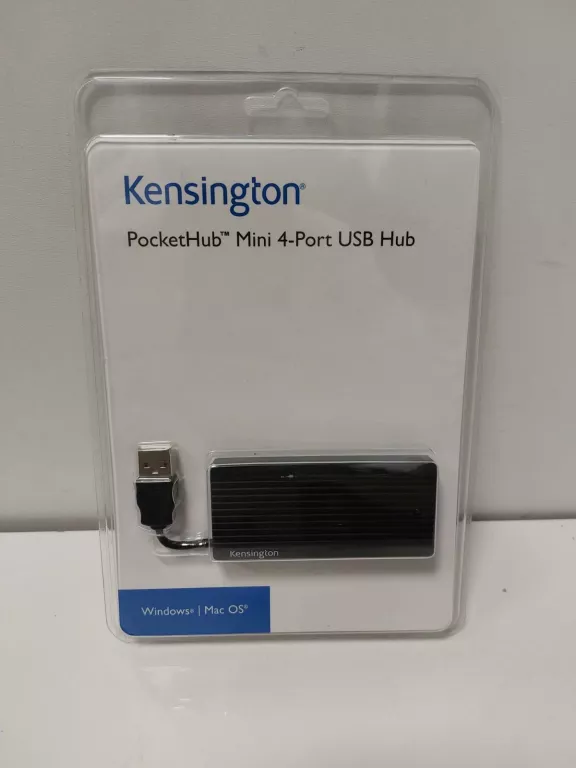 Kensington®
PocketHub™ Mini 4-Port USB Hub
Kensington
Windows® | Mac OS®